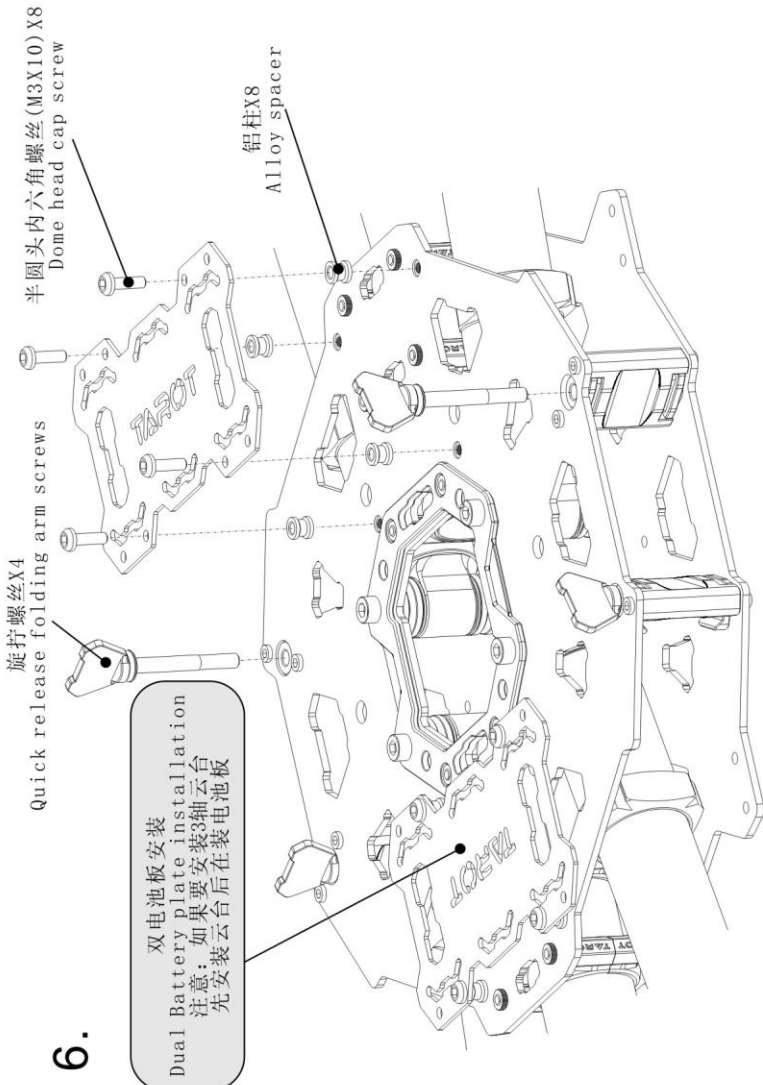 6.
半圆头内六角螺丝(M3X10)X8
Dome head cap screw
铝柱X8
Alloy spacer
旋拧螺丝X4
Quick release folding arm screws
双电池板安装
Dual Battery plate installation
注意：如果要安装3轴云台
先安装云台后在装电池板
TAROT
TAROT